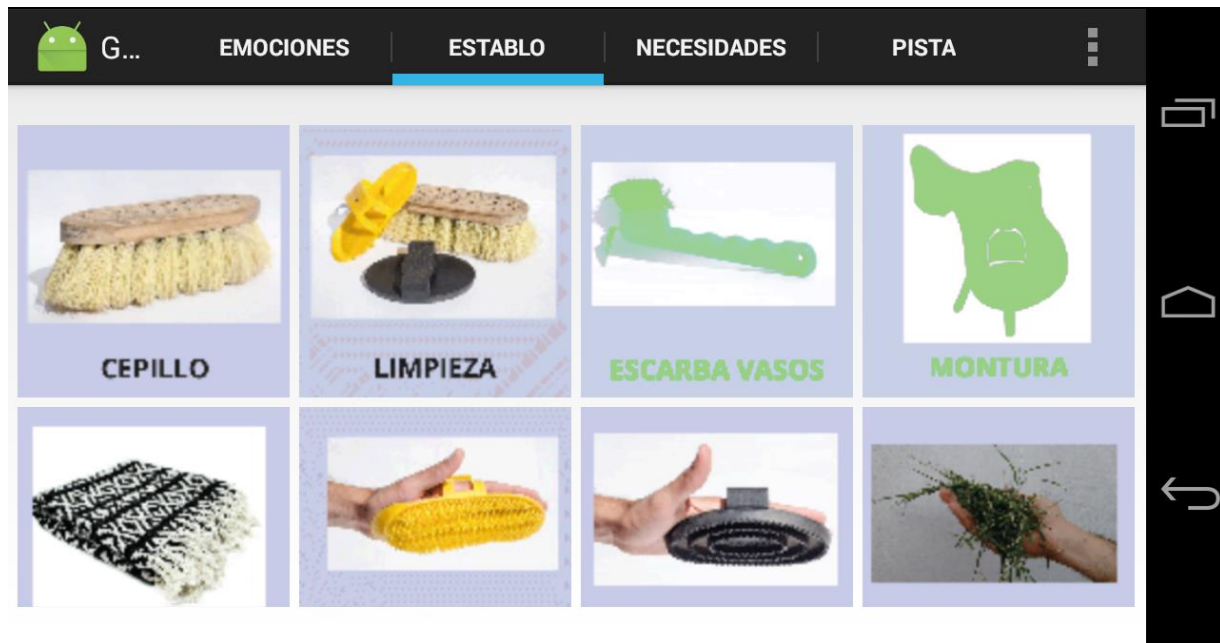 G... EMOCIONES ESTABLO NECESIDADES PISTA
CEPILLO LIMPIEZA ESCARBA VASOS MONTURA